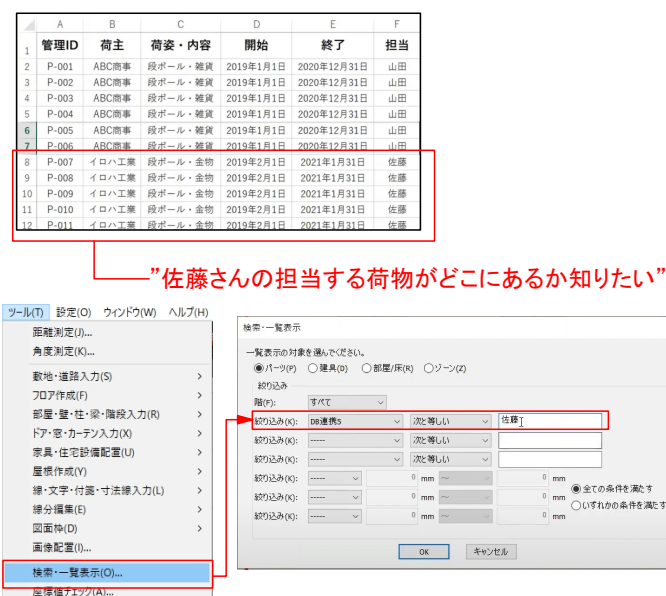 A B C D E F
1 管理ID 荷主 荷姿・内容 開始 終了 担当
2 P-001 ABC商事 段ボール・雑貨 2019年1月1日 2020年12月31日 山田
3 P-002 ABC商事 段ボール・雑貨 2019年1月1日 2020年12月31日 山田
4 P-003 ABC商事 段ボール・雑貨 2019年1月1日 2020年12月31日 山田
5 P-004 ABC商事 段ボール・雑貨 2019年1月1日 2020年12月31日 山田
6 P-005 ABC商事 段ボール・雑貨 2019年1月1日 2020年12月31日 山田
7 P-006 ABC商事 段ボール・雑貨 2019年1月1日 2020年12月31日 山田
8 P-007 イロハ工業 段ボール・金物 2019年2月1日 2021年1月31日 佐藤
9 P-008 イロハ工業 段ボール・金物 2019年2月1日 2021年1月31日 佐藤
10 P-009 イロハ工業 段ボール・金物 2019年2月1日 2021年1月31日 佐藤
11 P-010 イロハ工業 段ボール・金物 2019年2月1日 2021年1月31日 佐藤
12 P-011 イロハ工業 段ボール・金物 2019年2月1日 2021年1月31日 佐藤
”佐藤さんの担当する荷物がどこにあるか知りたい”
ツール(T) 設定(O) ウィンドウ(W) ヘルプ(H)
距離測定(J)...
角度測定(K)...
敷地・道路入力(S) >
フロア作成(F) >
部屋・壁・柱・梁・階段入力(R) >
ドア・窓・カーテン入力(X) >
家具・住宅設備配置(U) >
屋根作成(Y) >
線・文字・付箋・寸法線入力(L) >
線分編集(E) >
図面枠(D) >
画像配置(I)...
検索・一覧表示(O)...
座標値チェック(A)...
検索・一覧表示
一覧表示の対象を選んでください。
パーツ(P) 建具(D) 部屋/床(R) ゾーン(Z)
絞り込み
階(F): すべて
絞り込み(K): DB連携5 次と等しい 佐藤
絞り込み(K): ----- 次と等しい
絞り込み(K): ----- 次と等しい
絞り込み(K): ----- 0 mm ～ 0 mm
絞り込み(K): ----- 0 mm ～ 0 mm
絞り込み(K): ----- 0 mm ～ 0 mm
全ての条件を満たす
いずれかの条件を満たす
OK キャンセル